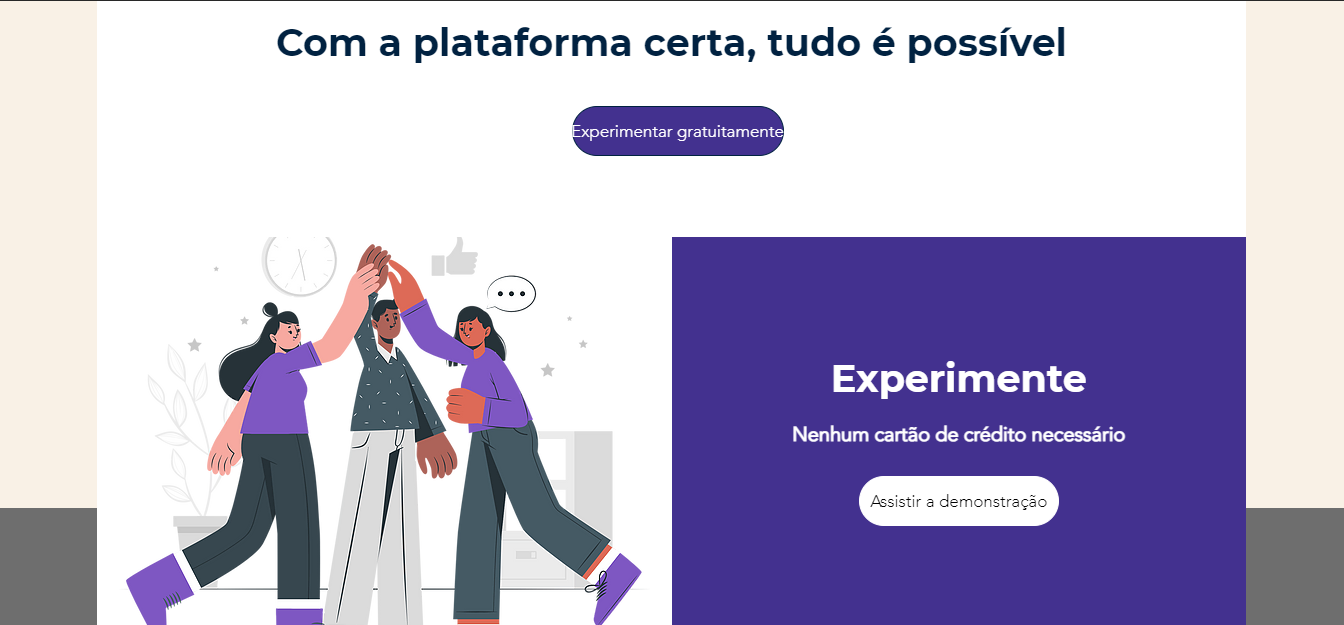 Com a plataforma certa, tudo é possível
Experimentar gratuitamente
Experimente
Nenhum cartão de crédito necessário
Assistir a demonstração